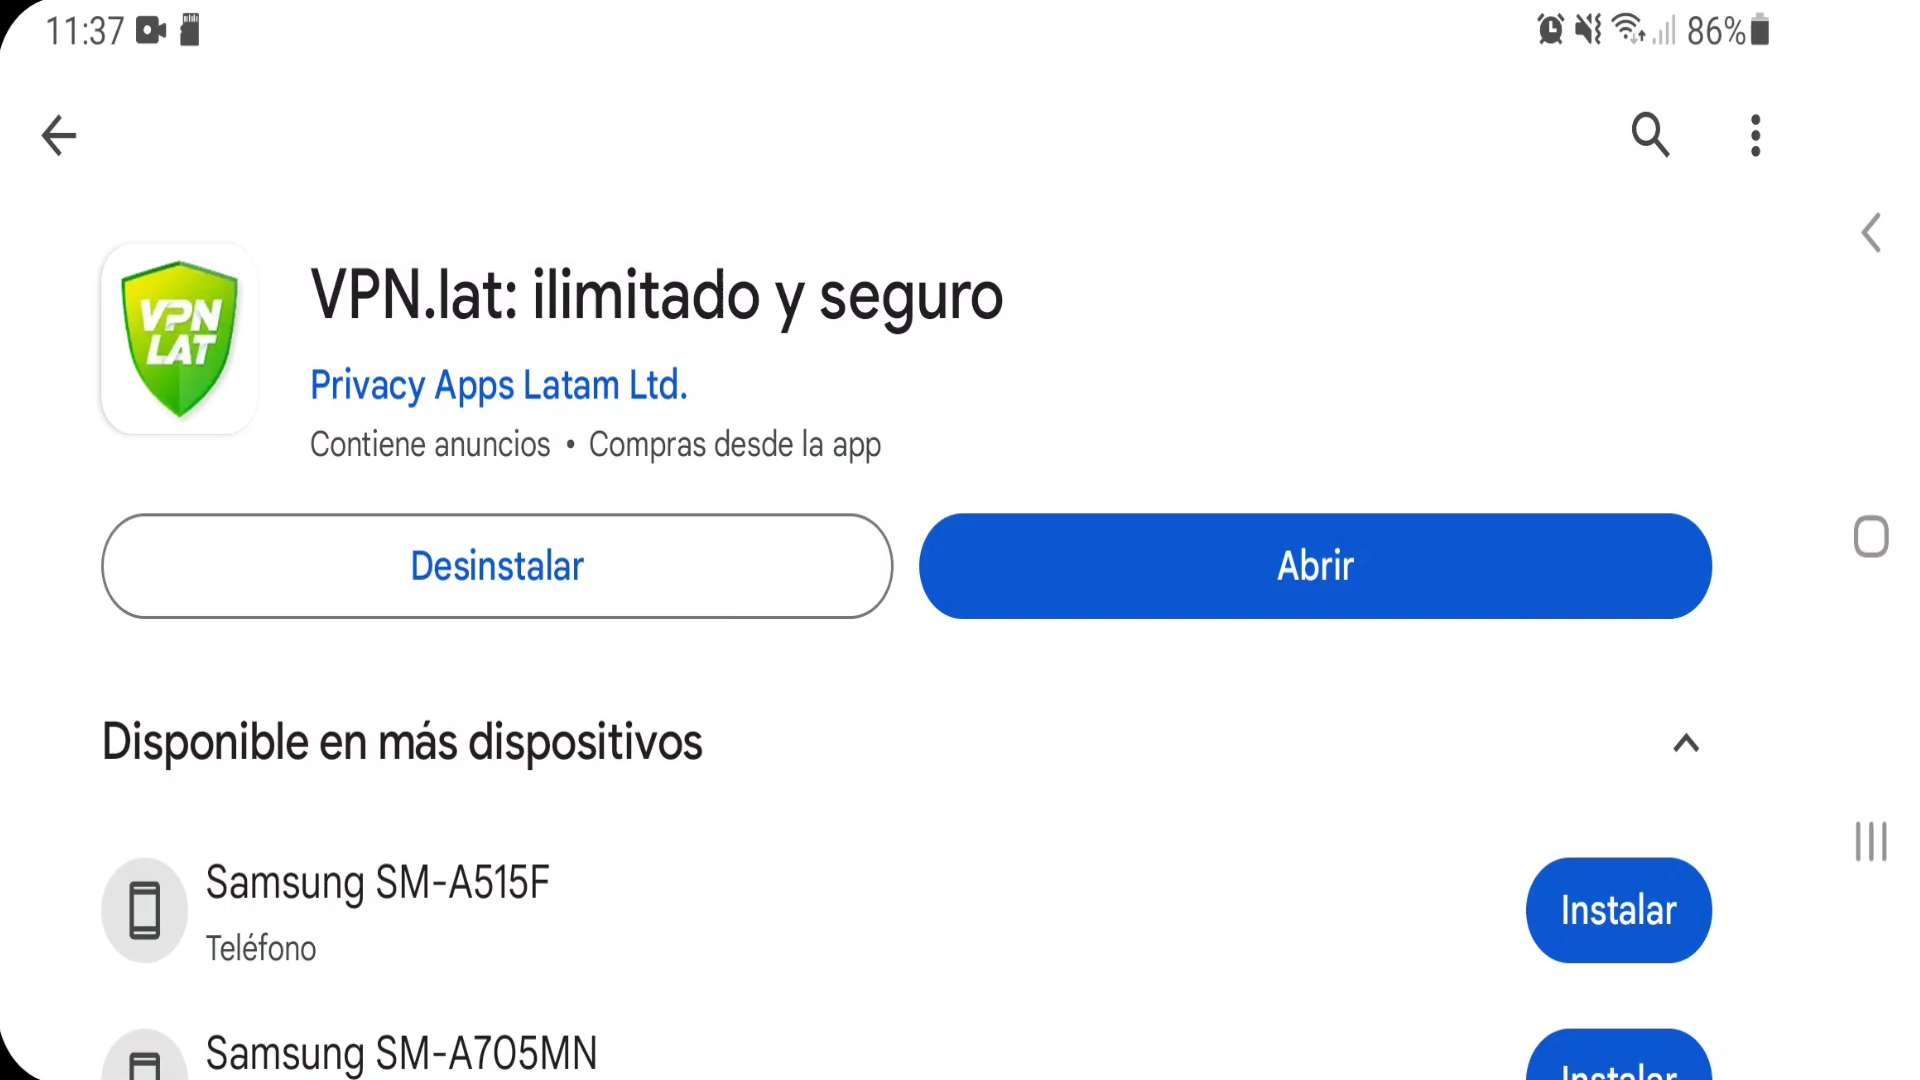 11:37
86%
VPN
LAT
VPN.lat: ilimitado y seguro
Privacy Apps Latam Ltd.
Contiene anuncios • Compras desde la app
Desinstalar
Abrir
Disponible en más dispositivos
Samsung SM-A515F
Teléfono
Instalar
Samsung SM-A705MN
Instalar